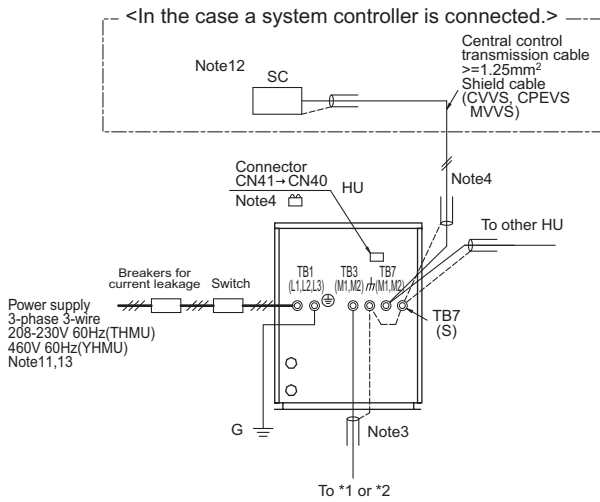 <In the case a system controller is connected.>
Note12
SC
Central control
transmission cable
>=1.25mm²
Shield cable
(CVVS, CPEVS
MVVS)
Connector
CN41→CN40
Note4
HU
Note4
To other HU
TB1
(L1,L2,L3)
TB3
(M1,M2)
TB7
(M1,M2)
TB7
(S)
Breakers for
current leakage
Switch
Power supply
3-phase 3-wire
208-230V 60Hz(THMU)
460V 60Hz(YHMU)
Note11,13
G
Note3
To *1 or *2